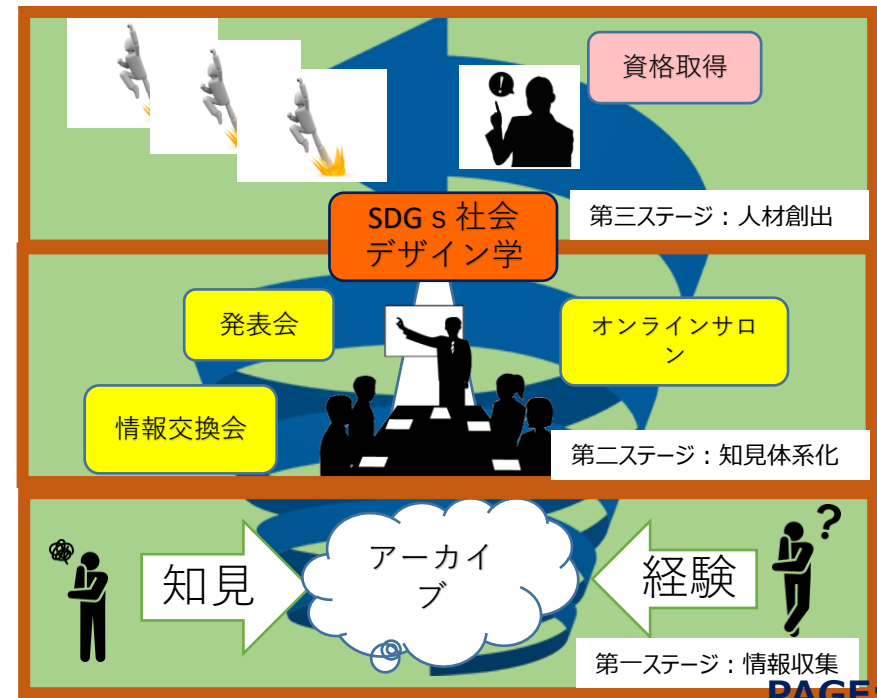 資格取得
第三ステージ：人材創出
SDGｓ社会
デザイン学
発表会
オンラインサロ
ン
情報交換会
第二ステージ：知見体系化
知見
アーカイ
ブ
経験
?
第一ステージ：情報収集
PAGE